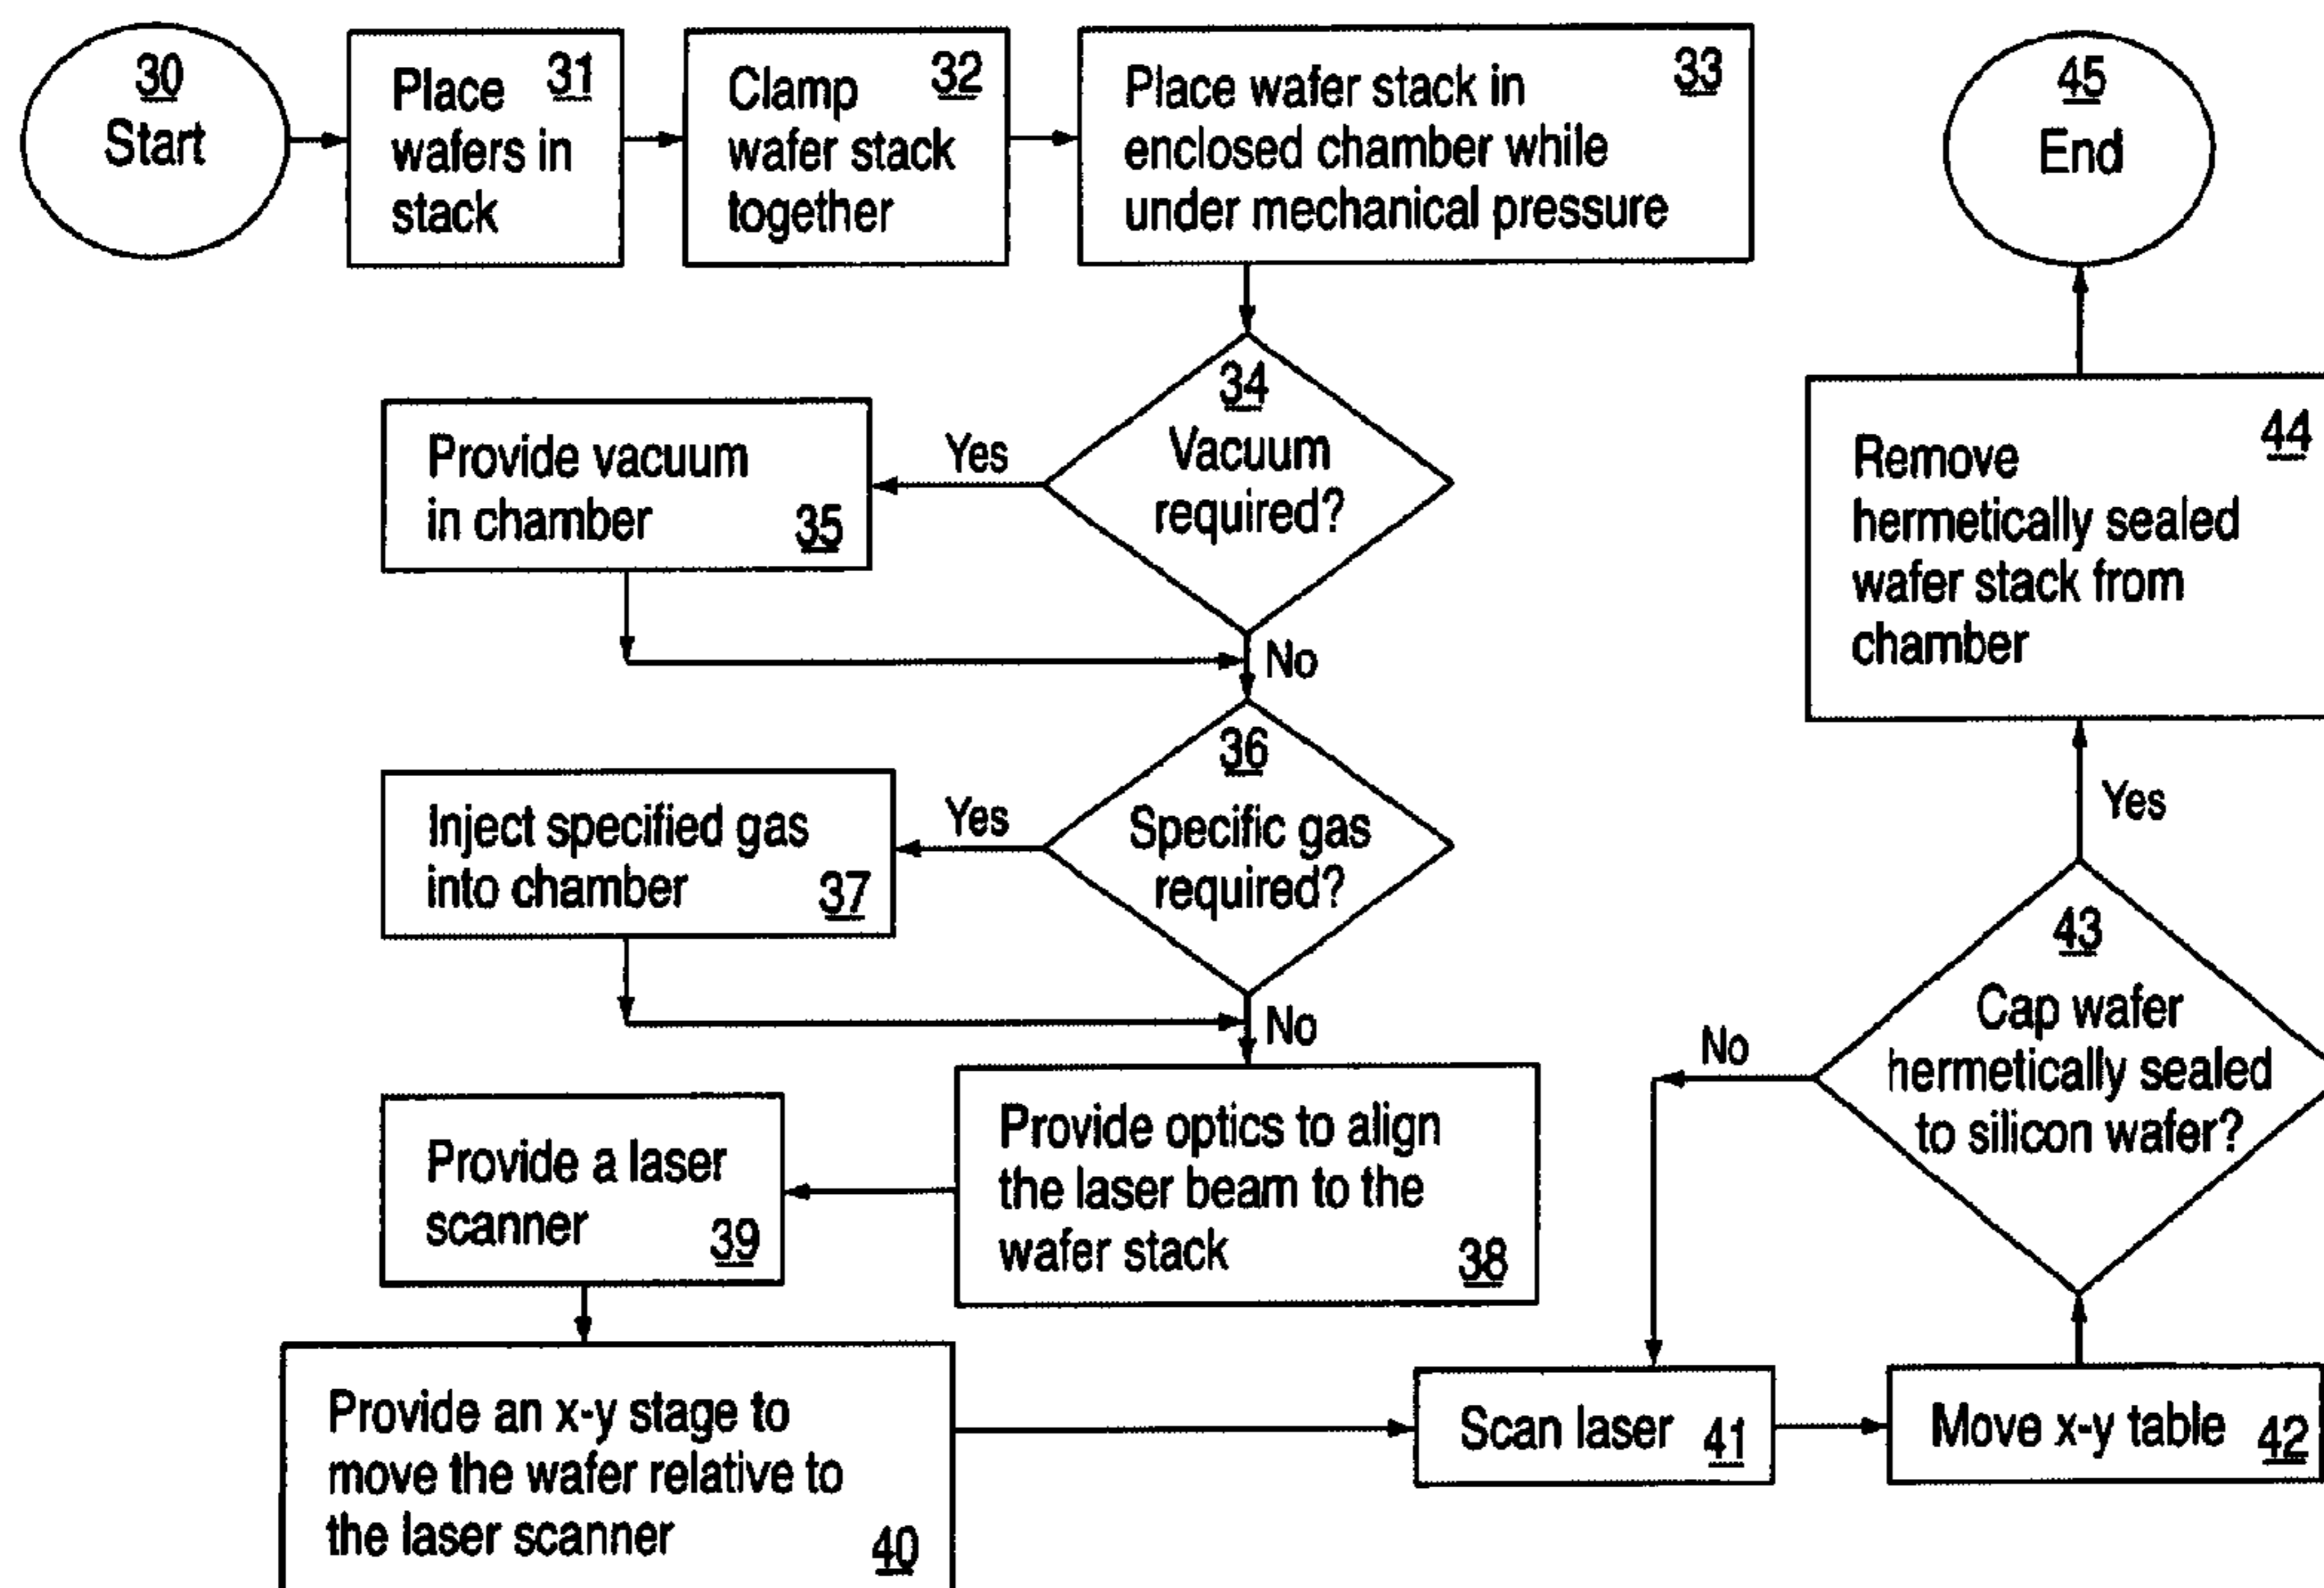 30
Start
31
Place
wafers in
stack
32
Clamp
wafer stack
together
33
Place wafer stack in
enclosed chamber while
under mechanical pressure
34
Vacuum
required?
Yes
Provide vacuum
in chamber
35
No
36
Specific gas
required?
Yes
Inject specified gas
into chamber
37
No
Provide optics to align
the laser beam to the
wafer stack
38
Provide a laser
scanner
39
Provide an x-y stage to
move the wafer relative to
the laser scanner
40
Scan laser
41
Move x-y table
42
43
Cap wafer
hermetically sealed
to silicon wafer?
No
Yes
44
Remove
hermetically sealed
wafer stack from
chamber
45
End